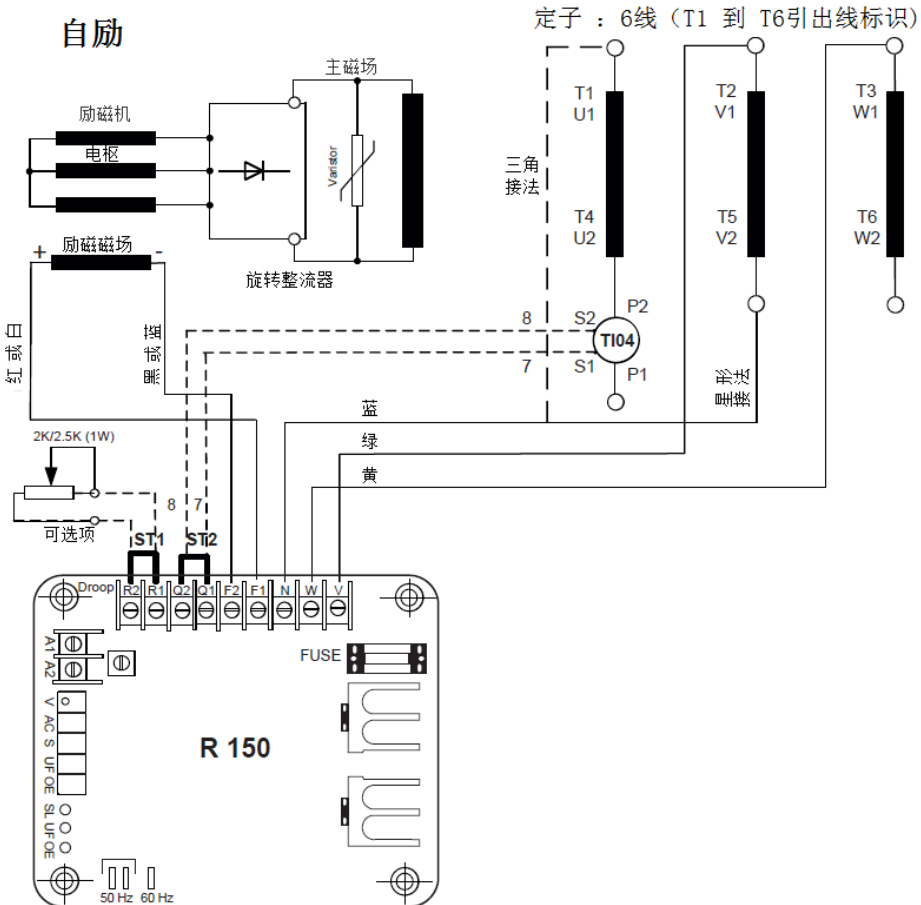 定子 : 6线 (T1 到 T6引出线标识)
自励
主磁场
励磁机
电枢
Varistor
旋转整流器
励磁磁场
+
-
红或白
黑或蓝
T1
U1
T2
V1
T3
W1
三角
接法
T4
U2
T5
V2
T6
W2
8
S2
P2
TI04
7
S1
P1
星形
接法
蓝
绿
黄
2K/2.5K (1W)
可选项
8
7
ST1
ST2
Droop
R2
R1
Q2
Q1
F2
F1
N
W
V
A1
A2
FUSE
V
AC
S
UF
OE
R 150
SL
UF
OE
50 Hz
60 Hz